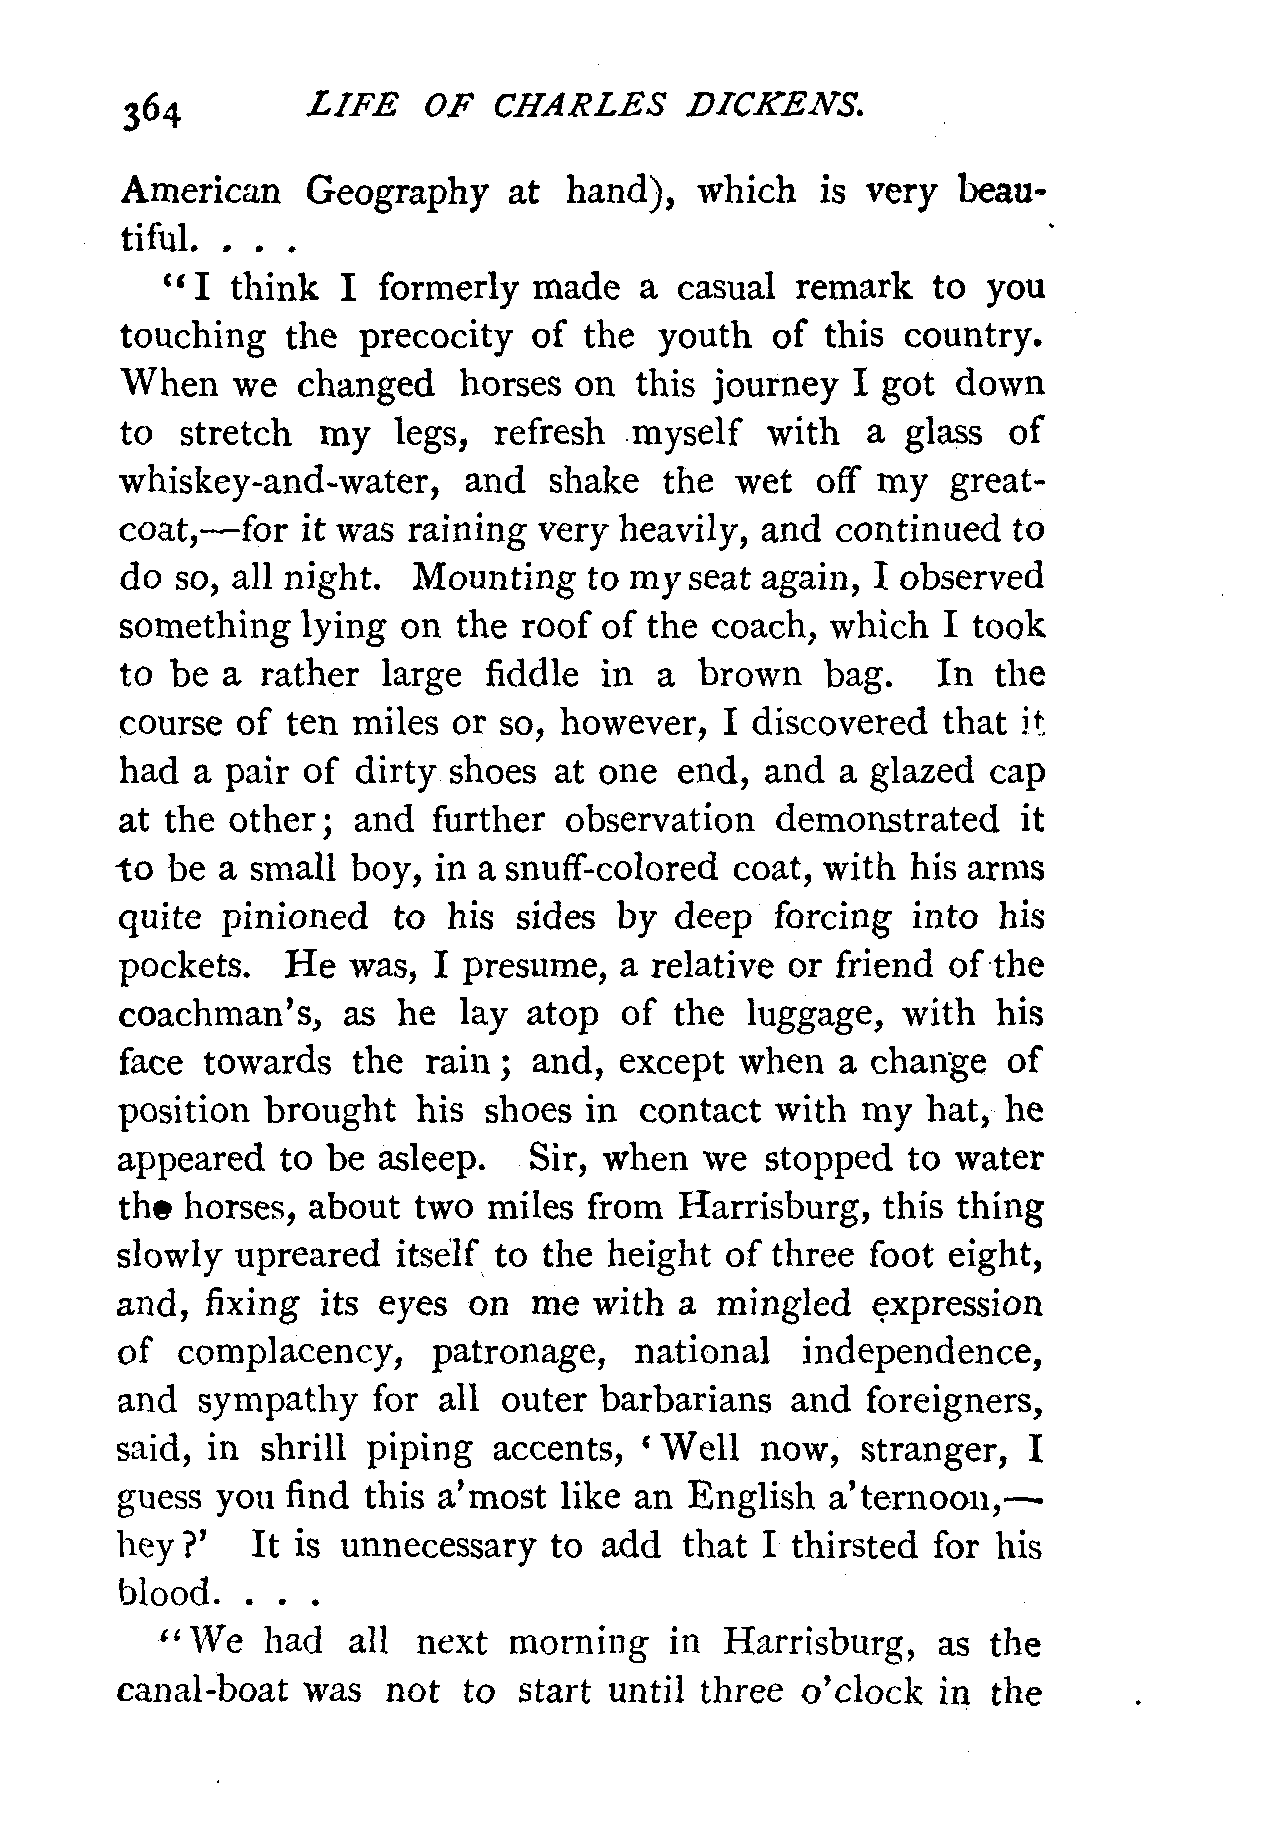 364 LIFE OF CHARLES DICKENS.
American Geography at hand), which is very beau-
tiful. . . .
“I think I formerly made a casual remark to you
touching the precocity of the youth of this country.
When we changed horses on this journey I got down
to stretch my legs, refresh myself with a glass of
whiskey-and-water, and shake the wet off my great-
coat,—for it was raining very heavily, and continued to
do so, all night. Mounting to my seat again, I observed
something lying on the roof of the coach, which I took
to be a rather large fiddle in a brown bag. In the
course of ten miles or so, however, I discovered that it
had a pair of dirty shoes at one end, and a glazed cap
at the other; and further observation demonstrated it
to be a small boy, in a snuff-colored coat, with his arms
quite pinioned to his sides by deep forcing into his
pockets. He was, I presume, a relative or friend of the
coachman's, as he lay atop of the luggage, with his
face towards the rain; and, except when a change of
position brought his shoes in contact with my hat, he
appeared to be asleep. Sir, when we stopped to water
the horses, about two miles from Harrisburg, this thing
slowly upreared itself to the height of three foot eight,
and, fixing its eyes on me with a mingled expression
of complacency, patronage, national independence,
and sympathy for all outer barbarians and foreigners,
said, in shrill piping accents, ‘Well now, stranger, I
guess you find this a'most like an English a'ternoon,—
hey?’ It is unnecessary to add that I thirsted for his
blood. . . .
“We had all next morning in Harrisburg, as the
canal-boat was not to start until three o'clock in the